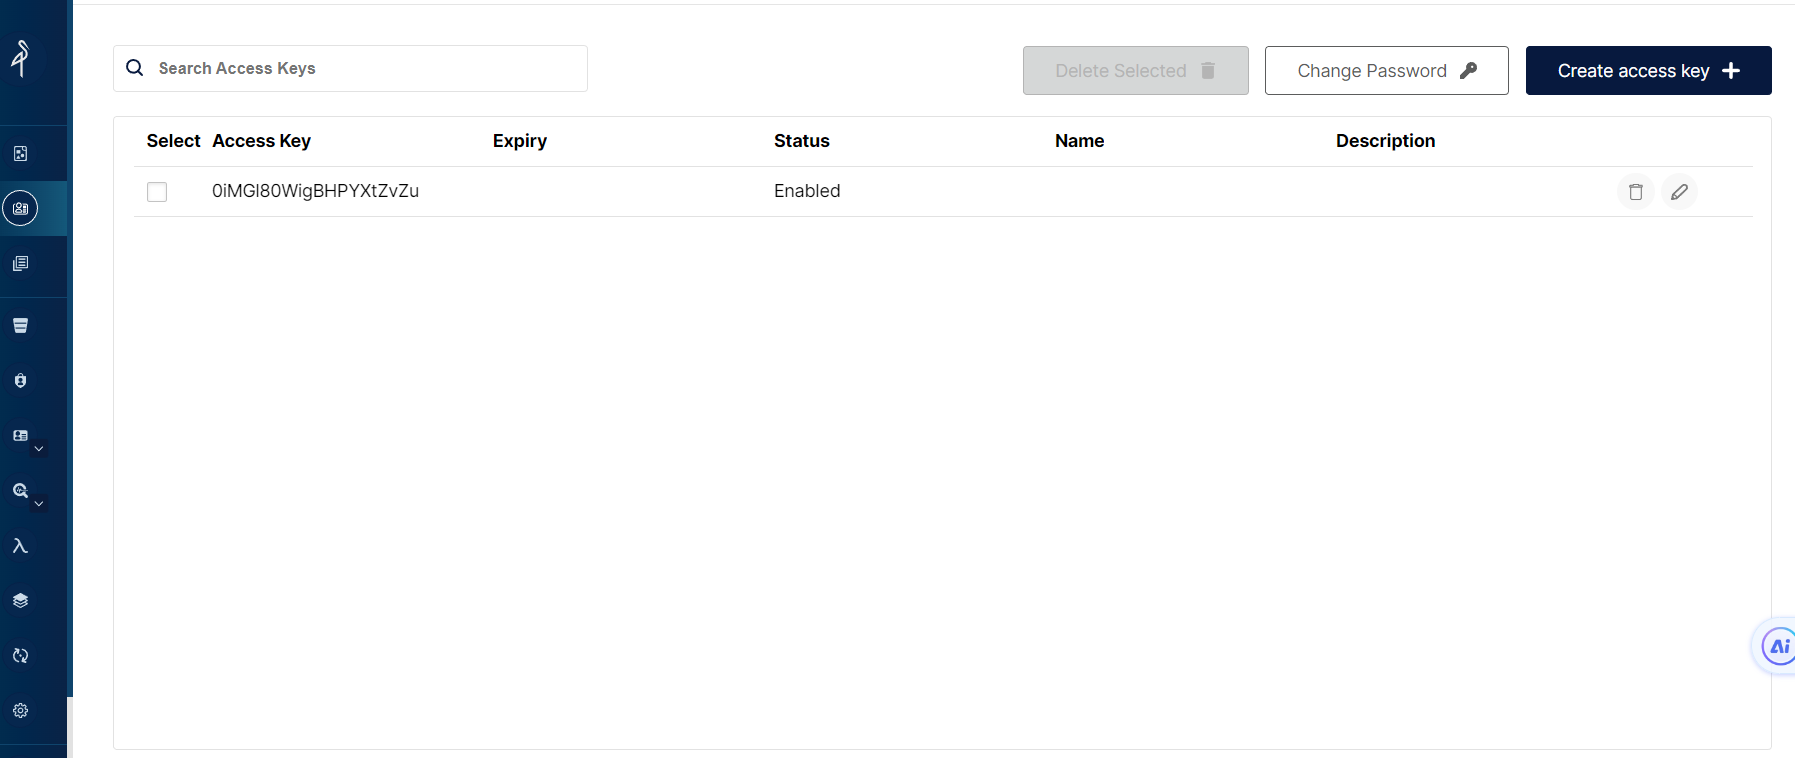 Search Access Keys
Delete Selected
Change Password
Create access key
Select Access Key Expiry Status Name Description
0iMGl80WigBHPYXtZvZu Enabled
Ai